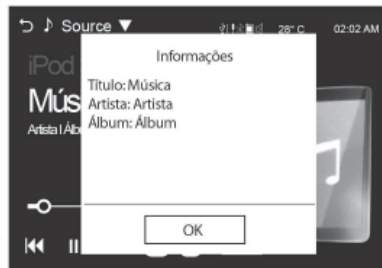 Source
28° C
02:02 AM
iPod
Informações
Mús
Título: Música
Artista: Artista
Artista I Álb
Álbum: Álbum
OK